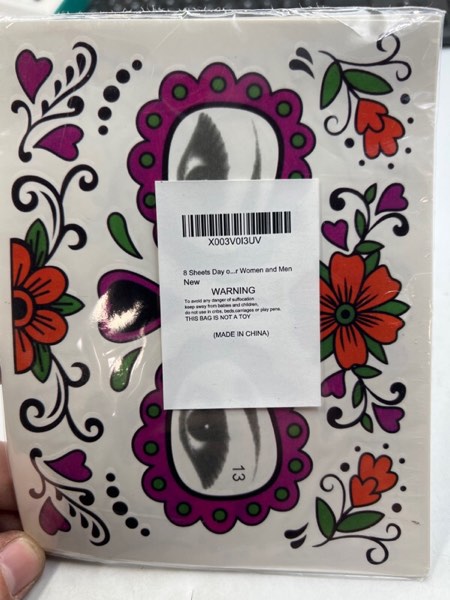 X003V0I3UV
8 Sheets Day o...r Women and Men
New
WARNING
To avoid any danger of suffocation
keep away from babies and children,
do not use in cribs, beds,carriages or play pens.
THIS BAG IS NOT A TOY
(MADE IN CHINA)
13